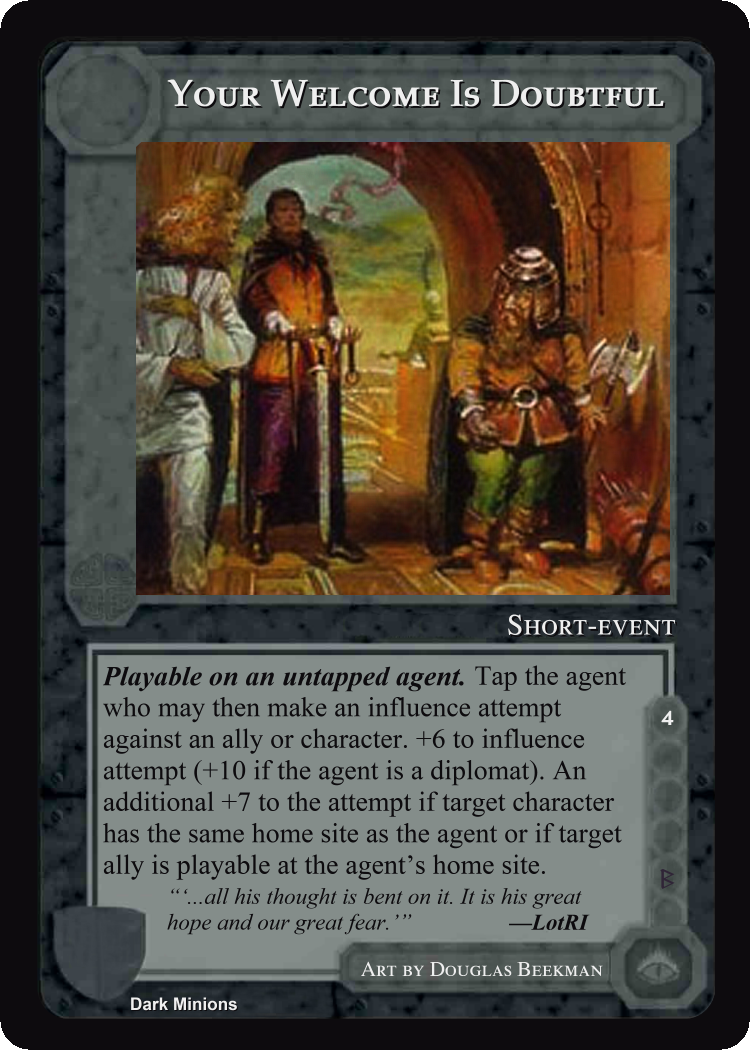 Your Welcome Is Doubtful
Short-event
Playable on an untapped agent. Tap the agent
who may then make an influence attempt
against an ally or character. +6 to influence
attempt (+10 if the agent is a diplomat). An
additional +7 to the attempt if target character
has the same home site as the agent or if target
ally is playable at the agent's home site.
4
"'...all his thought is bent on it. It is his great
hope and our great fear.'" —LotRI
Art by Douglas Beekman
Dark Minions